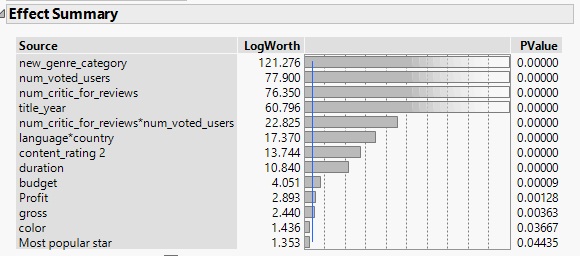 Effect Summary
Source LogWorth PValue
new_genre_category 121.276 0.00000
num_voted_users 77.900 0.00000
num_critic_for_reviews 76.350 0.00000
title_year 60.796 0.00000
num_critic_for_reviews*num_voted_users 22.825 0.00000
language*country 17.370 0.00000
content_rating 2 13.744 0.00000
duration 10.840 0.00000
budget 4.051 0.00009
Profit 2.893 0.00128
gross 2.440 0.00363
color 1.436 0.03667
Most popular star 1.353 0.04435